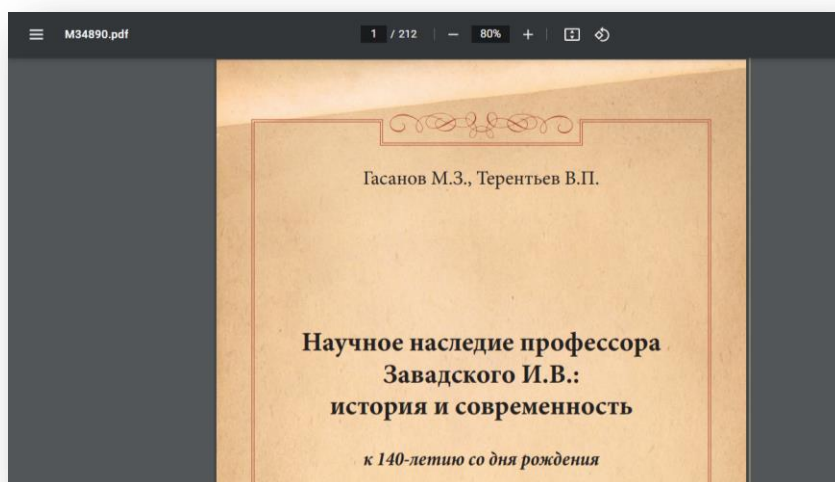 M34890.pdf
1 / 212
80%
Гасанов М.З., Терентьев В.П.
Научное наследие профессора
Завадского И.В.:
история и современность
к 140-летию со дня рождения